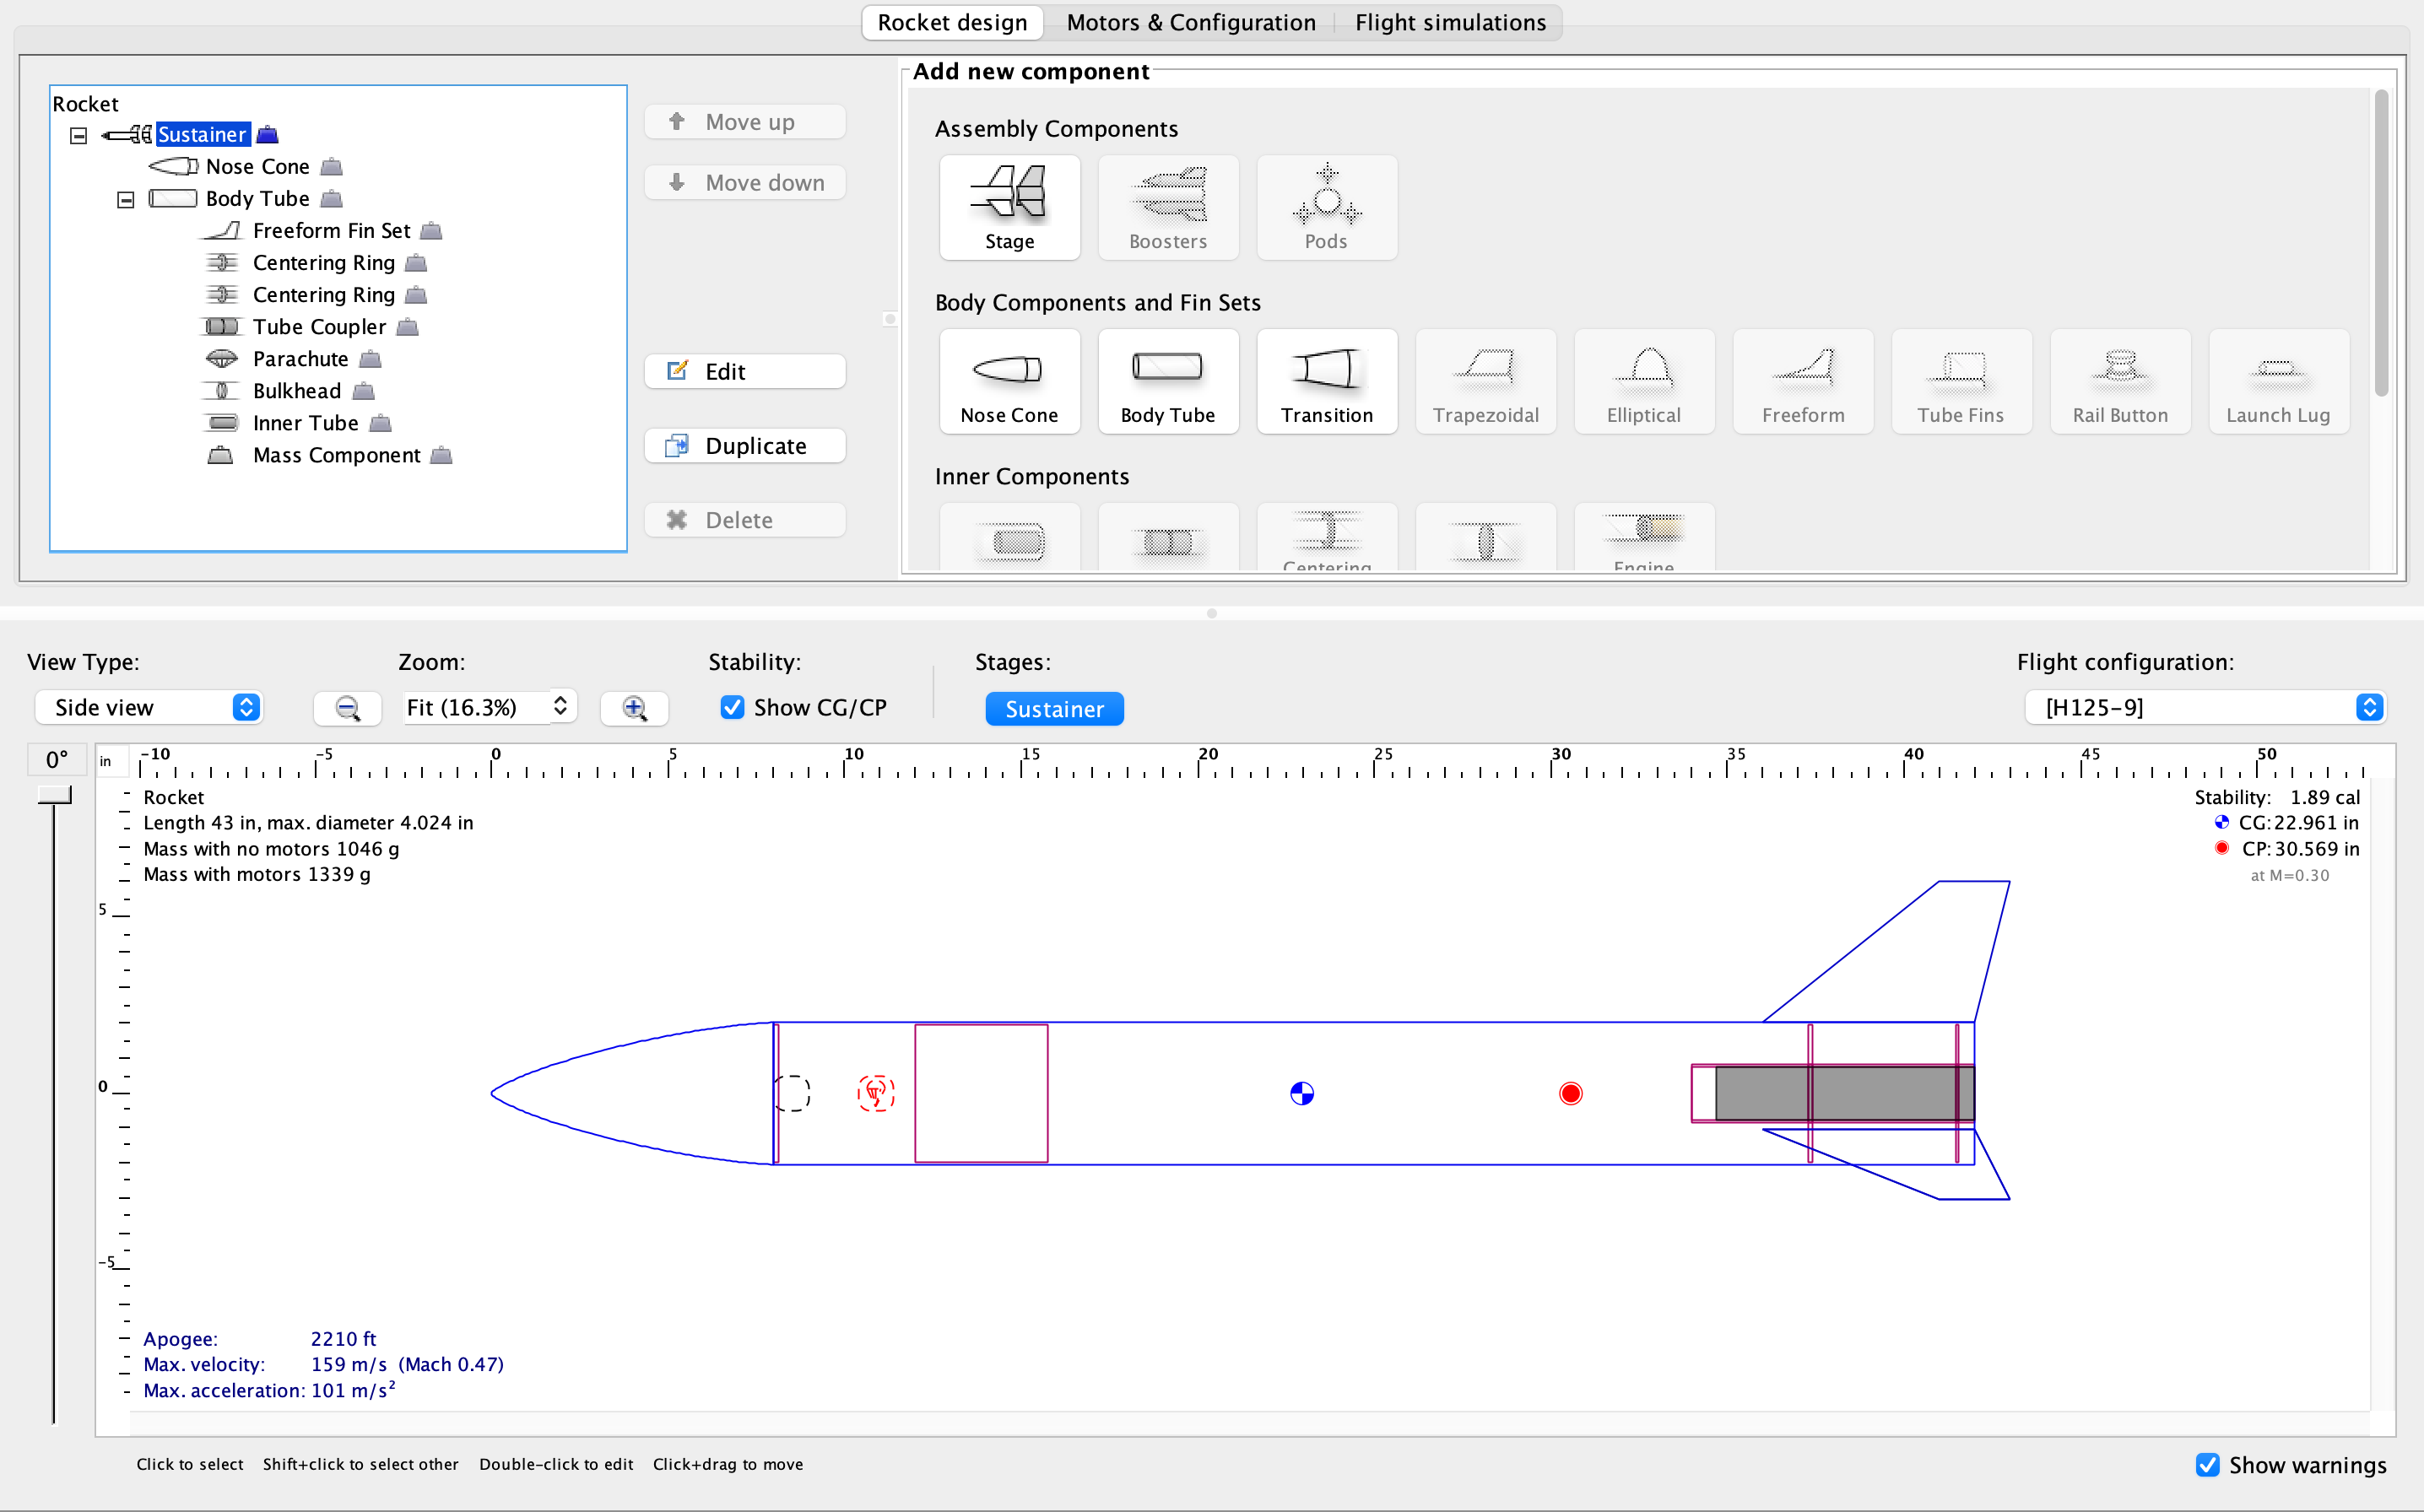 Rocket design
Motors & Configuration
Flight simulations
Rocket
Sustainer
Nose Cone
Body Tube
Freeform Fin Set
Centering Ring
Centering Ring
Tube Coupler
Parachute
Bulkhead
Inner Tube
Mass Component
Move up
Move down
Edit
Duplicate
Delete
Add new component
Assembly Components
Stage
Boosters
Pods
Body Components and Fin Sets
Nose Cone
Body Tube
Transition
Trapezoidal
Elliptical
Freeform
Tube Fins
Rail Button
Launch Lug
Inner Components
Centering
Engine
View Type:
Zoom:
Stability:
Stages:
Flight configuration:
Side view
Fit (16.3%)
Show CG/CP
Sustainer
[H125-9]
0°
in
-10 -5 0 5 10 15 20 25 30 35 40 45 50
Rocket
Length 43 in, max. diameter 4.024 in
Mass with no motors 1046 g
Mass with motors 1339 g
Stability: 1.89 cal
CG: 22.961 in
CP: 30.569 in
at M=0.30
5
0
-5
Apogee: 2210 ft
Max. velocity: 159 m/s (Mach 0.47)
Max. acceleration: 101 m/s²
Click to select Shift+click to select other Double-click to edit Click+drag to move
Show warnings